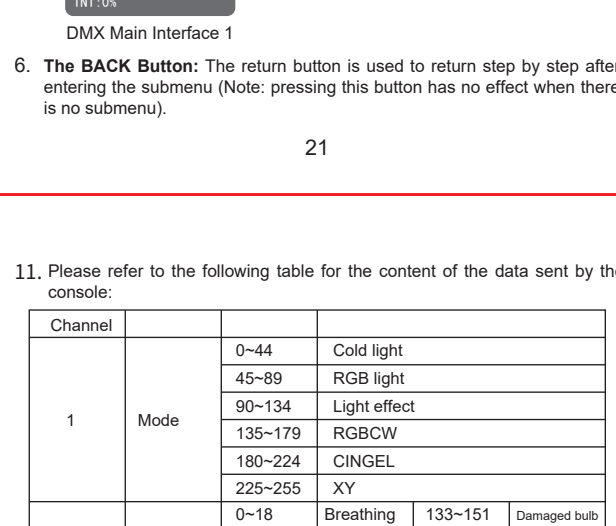 INT:0%
DMX Main Interface 1
6. The BACK Button: The return button is used to return step by step after
entering the submenu (Note: pressing this button has no effect when there
is no submenu).
21
11. Please refer to the following table for the content of the data sent by the
console:
Channel
1 Mode
0~44 Cold light
45~89 RGB light
90~134 Light effect
135~179 RGBCW
180~224 CINGEL
225~255 XY
0~18 Breathing 133~151 Damaged bulb